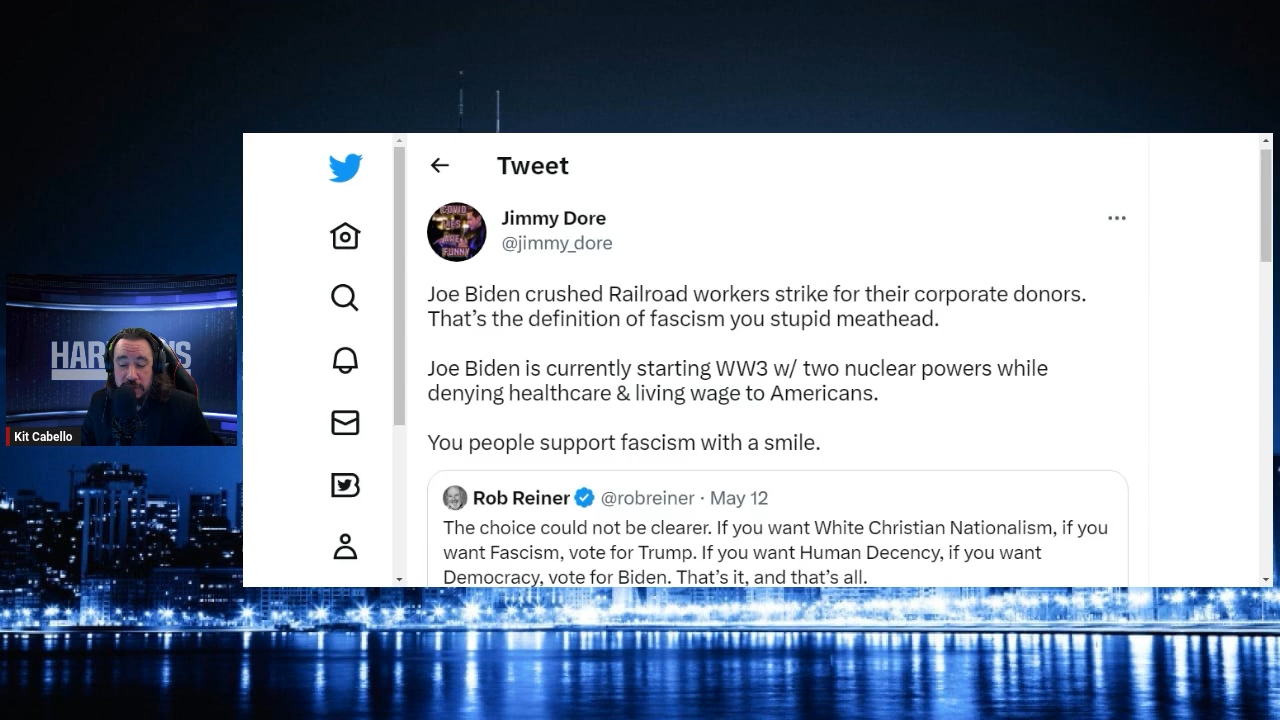 Tweet
Jimmy Dore
@jimmy_dore
Joe Biden crushed Railroad workers strike for their corporate donors.
That’s the definition of fascism you stupid meathead.
Joe Biden is currently starting WW3 w/ two nuclear powers while
denying healthcare & living wage to Americans.
You people support fascism with a smile.
Rob Reiner @robreiner · May 12
The choice could not be clearer. If you want White Christian Nationalism, if you
want Fascism, vote for Trump. If you want Human Decency, if you want
Democracy, vote for Biden. That’s it, and that’s all.
Kit Cabello